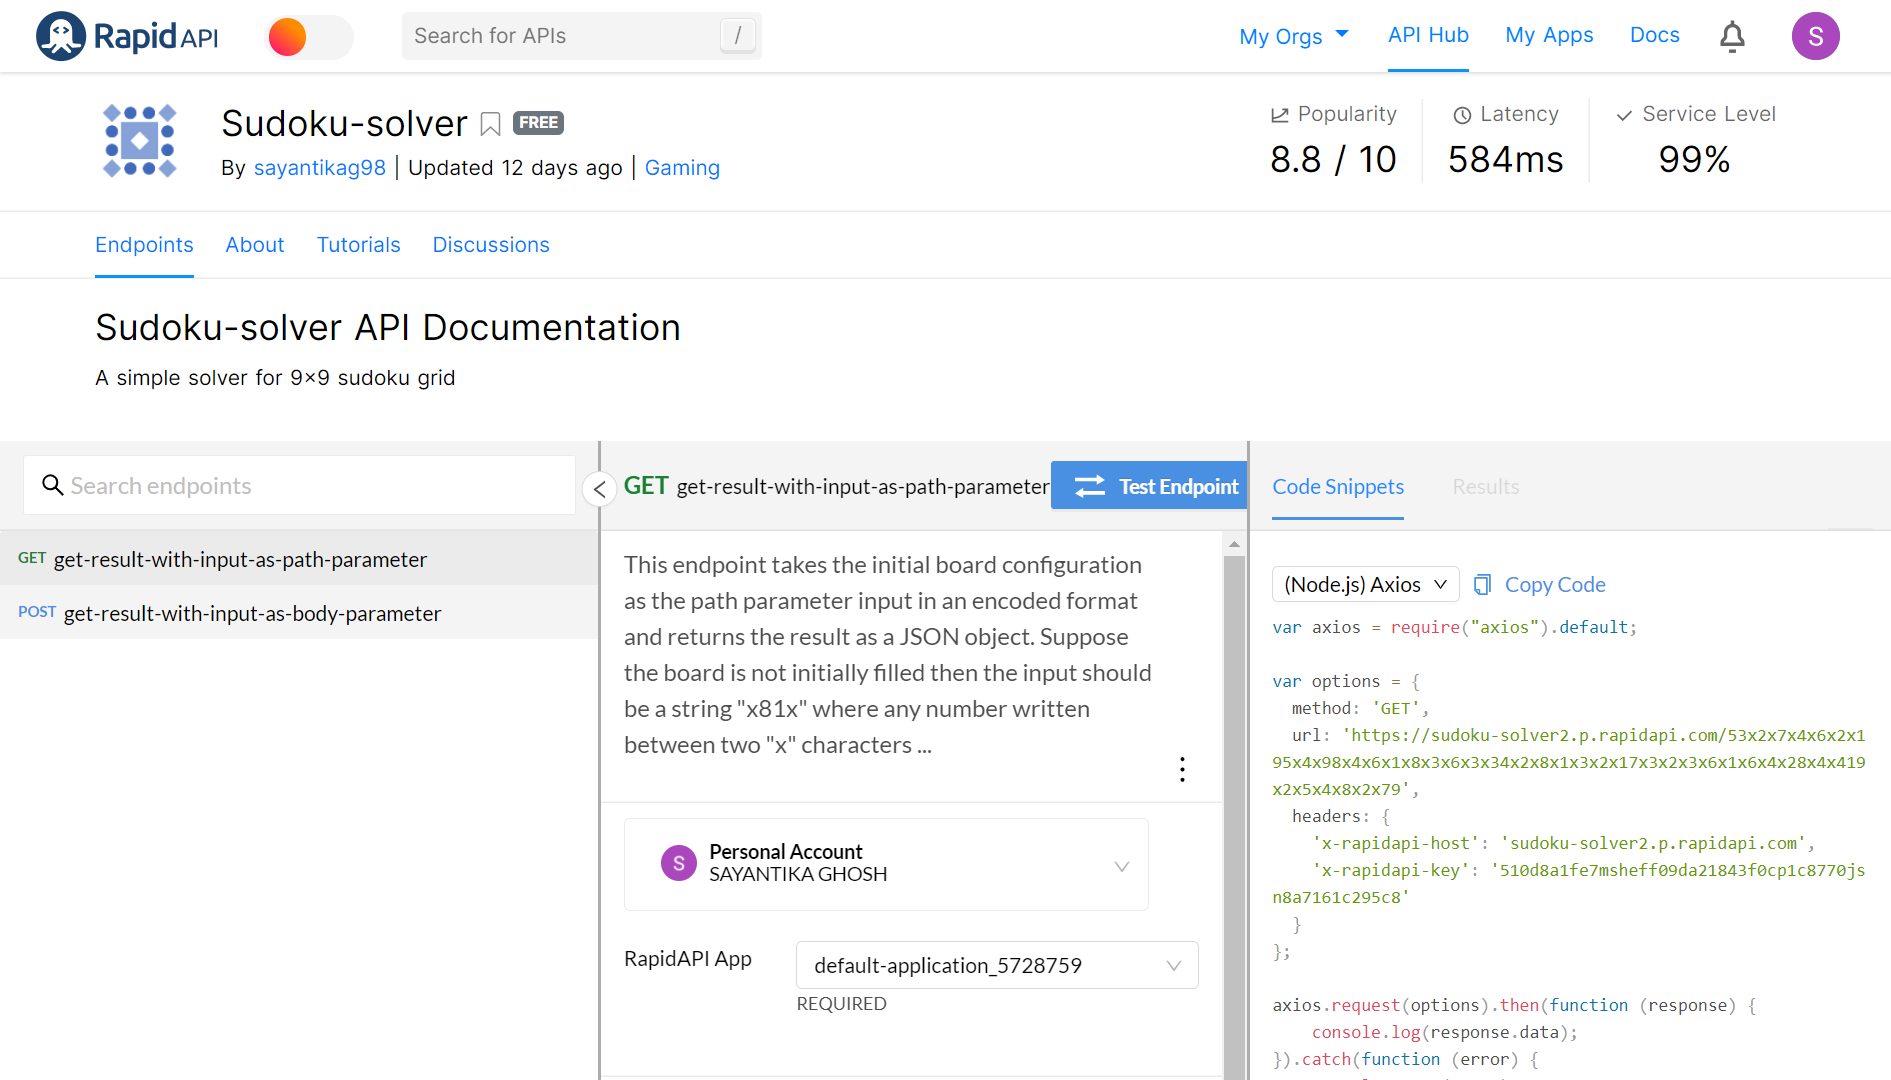 RapidAPI
Search for APIs
/
My Orgs
API Hub
My Apps
Docs
S
Sudoku-solver
FREE
By sayantikag98 | Updated 12 days ago | Gaming
Popularity
8.8 / 10
Latency
584ms
Service Level
99%
Endpoints
About
Tutorials
Discussions
Sudoku-solver API Documentation
A simple solver for 9×9 sudoku grid
Search endpoints
GET get-result-with-input-as-path-parameter
POST get-result-with-input-as-body-parameter
GET get-result-with-input-as-path-parameter
Test Endpoint
This endpoint takes the initial board configuration
as the path parameter input in an encoded format
and returns the result as a JSON object. Suppose
the board is not initially filled then the input should
be a string "x81x" where any number written
between two "x" characters ...
S
Personal Account
SAYANTIKA GHOSH
RapidAPI App
default-application_5728759
REQUIRED
Code Snippets
Results
(Node.js) Axios
Copy Code
var axios = require("axios").default;
var options = {
method: 'GET',
url: 'https://sudoku-solver2.p.rapidapi.com/53x2x7x4x6x2x1
95x4x98x4x6x1x8x3x6x3x34x2x8x1x3x2x17x3x2x3x6x1x6x4x28x4x419
x2x5x4x8x2x79',
headers: {
'x-rapidapi-host': 'sudoku-solver2.p.rapidapi.com',
'x-rapidapi-key': '510d8a1fe7msheff09da21843f0cp1c8770js
n8a7161c295c8'
}
};
axios.request(options).then(function (response) {
console.log(response.data);
}).catch(function (error) {